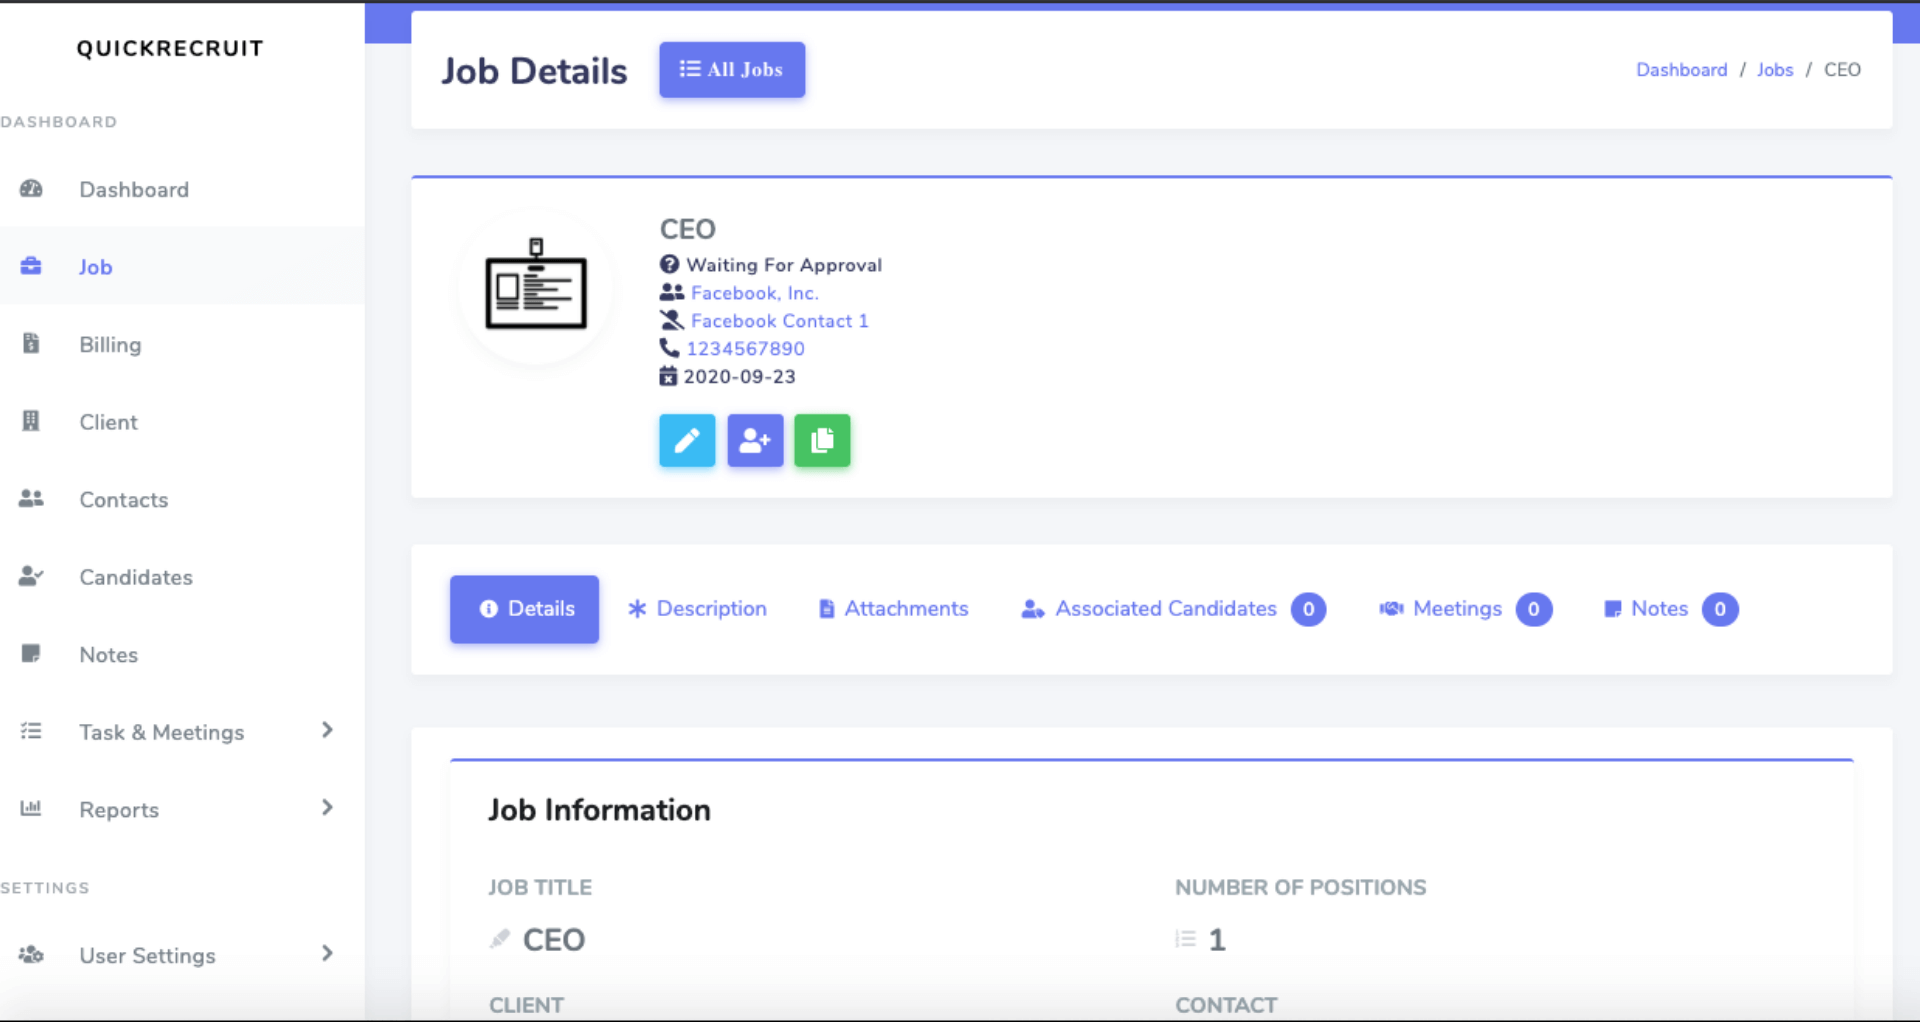 QUICKRECRUIT
DASHBOARD
Dashboard
Job
Billing
Client
Contacts
Candidates
Notes
Task & Meetings
Reports
SETTINGS
User Settings
Job Details
All Jobs
Dashboard / Jobs / CEO
CEO
Waiting For Approval
Facebook, Inc.
Facebook Contact 1
1234567890
2020-09-23
Details
Description
Attachments
Associated Candidates 0
Meetings 0
Notes 0
Job Information
JOB TITLE
CEO
NUMBER OF POSITIONS
1
CLIENT
CONTACT